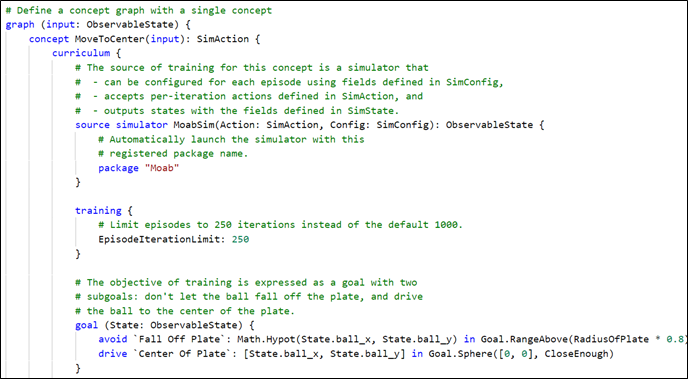 # Define a concept graph with a single concept
graph (input: ObservableState) {
concept MoveToCenter(input): SimAction {
curriculum {
# The source of training for this concept is a simulator that
#  - can be configured for each episode using fields defined in SimConfig,
#  - accepts per-iteration actions defined in SimAction, and
#  - outputs states with the fields defined in SimState.
source simulator MoabSim(Action: SimAction, Config: SimConfig): ObservableState {
# Automatically launch the simulator with this
# registered package name.
package "Moab"
}
training {
# Limit episodes to 250 iterations instead of the default 1000.
EpisodeIterationLimit: 250
}
# The objective of training is expressed as a goal with two
# subgoals: don't let the ball fall off the plate, and drive
# the ball to the center of the plate.
goal (State: ObservableState) {
avoid `Fall Off Plate`: Math.Hypot(State.ball_x, State.ball_y) in Goal.RangeAbove(RadiusOfPlate * 0.8)
drive `Center Of Plate`: [State.ball_x, State.ball_y] in Goal.Sphere([0, 0], CloseEnough)
}